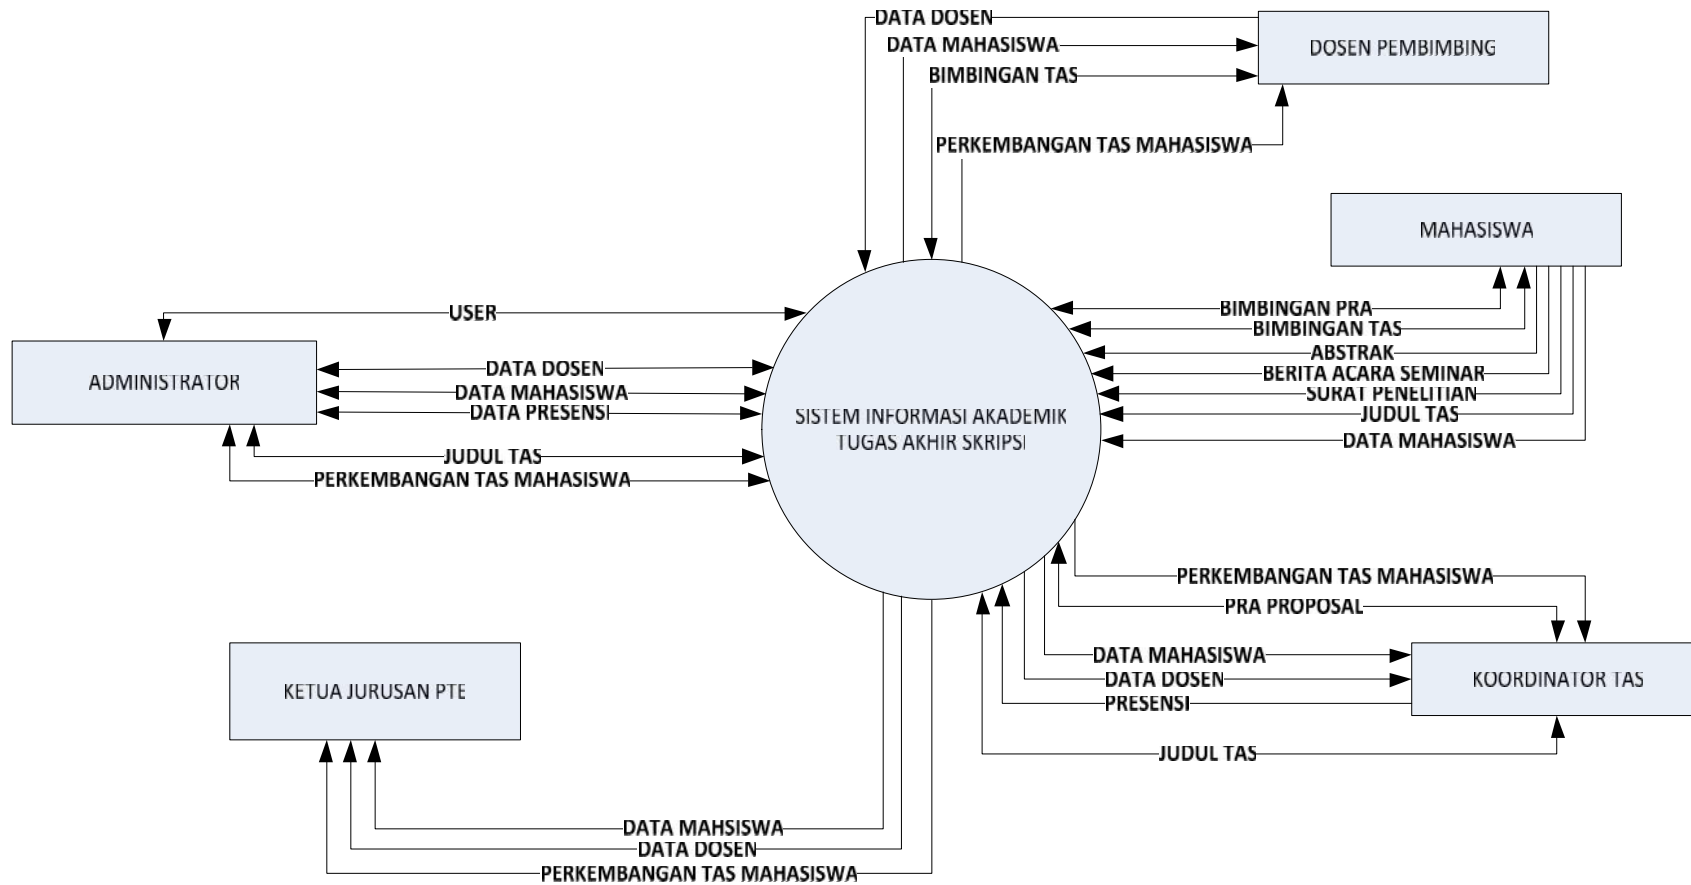 DATA DOSEN
DATA MAHASISWA
BIMBINGAN TAS
PERKEMBANGAN TAS MAHASISWA
DOSEN PEMBIMBING
MAHASISWA
BIMBINGAN PRA
BIMBINGAN TAS
ABSTRAK
BERITA ACARA SEMINAR
SURAT PENELITIAN
JUDUL TAS
DATA MAHASISWA
USER
ADMINISTRATOR
DATA DOSEN
DATA MAHASISWA
DATA PRESENSI
JUDUL TAS
PERKEMBANGAN TAS MAHASISWA
SISTEM INFORMASI AKADEMIK
TUGAS AKHIR SKRIPSI
PERKEMBANGAN TAS MAHASISWA
PRA PROPOSAL
DATA MAHASISWA
DATA DOSEN
PRESENSI
JUDUL TAS
KOORDINATOR TAS
KETUA JURUSAN PTE
DATA MAHSISWA
DATA DOSEN
PERKEMBANGAN TAS MAHASISWA